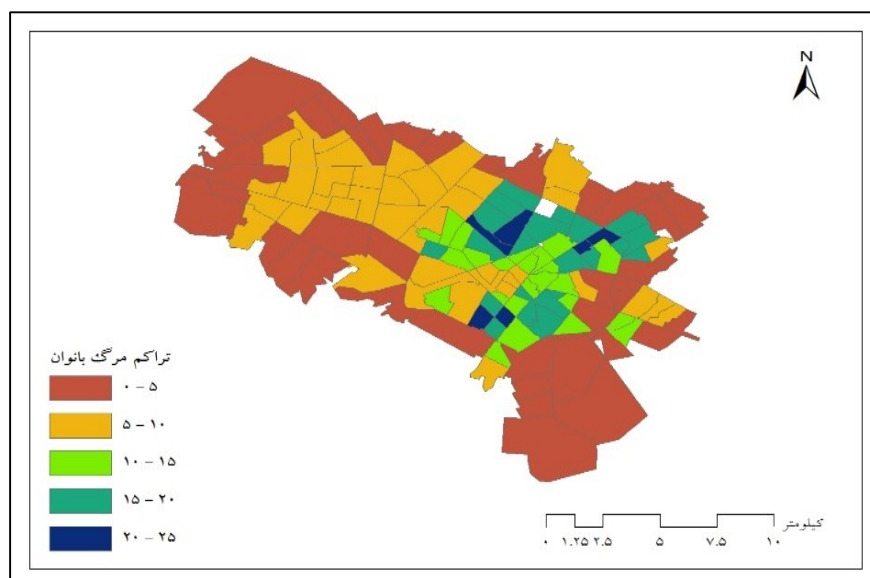 N
تراکم مرگ بانوان
۰ – ۵
۵ – ۱۰
۱۰ – ۱۵
۱۵ – ۲۰
۲۰ – ۲۵
کیلومتر
۰ ۱.۲۵ ۲.۵ ۵ ۷.۵ ۱۰